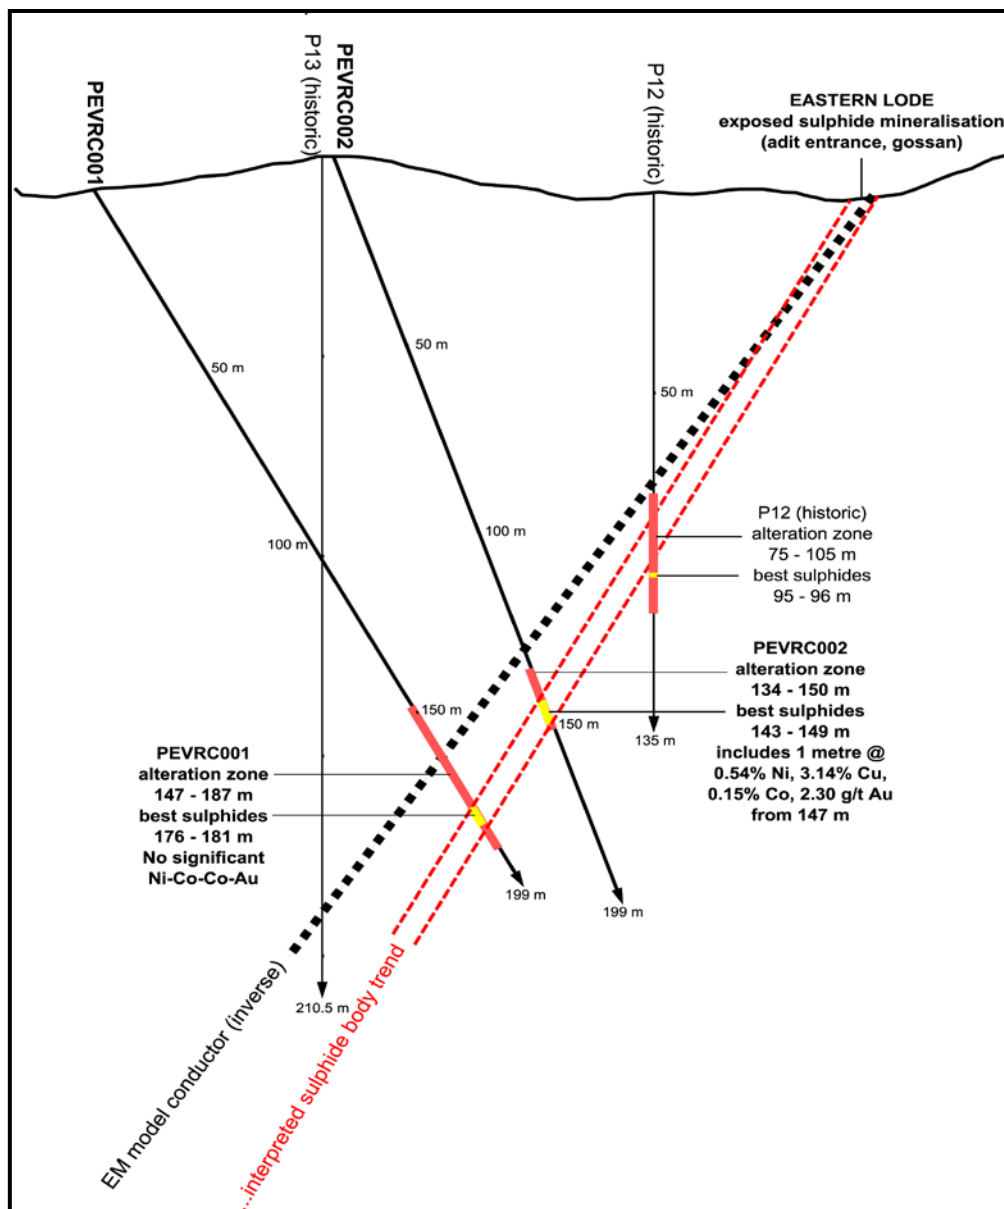 PEVRC001
P13 (historic)
PEVRC002
P12 (historic)
EASTERN LODE
exposed sulphide mineralisation
(adit entrance, gossan)
50 m
50 m
50 m
100 m
100 m
P12 (historic)
alteration zone
75 - 105 m
best sulphides
95 - 96 m
PEVRC002
alteration zone
134 - 150 m
best sulphides
143 - 149 m
includes 1 metre @
0.54% Ni, 3.14% Cu,
0.15% Co, 2.30 g/t Au
from 147 m
150 m
150 m
135 m
PEVRC001
alteration zone
147 - 187 m
best sulphides
176 - 181 m
No significant
Ni-Co-Co-Au
199 m
199 m
210.5 m
EM model conductor (inverse)
...interpreted sulphide body trend